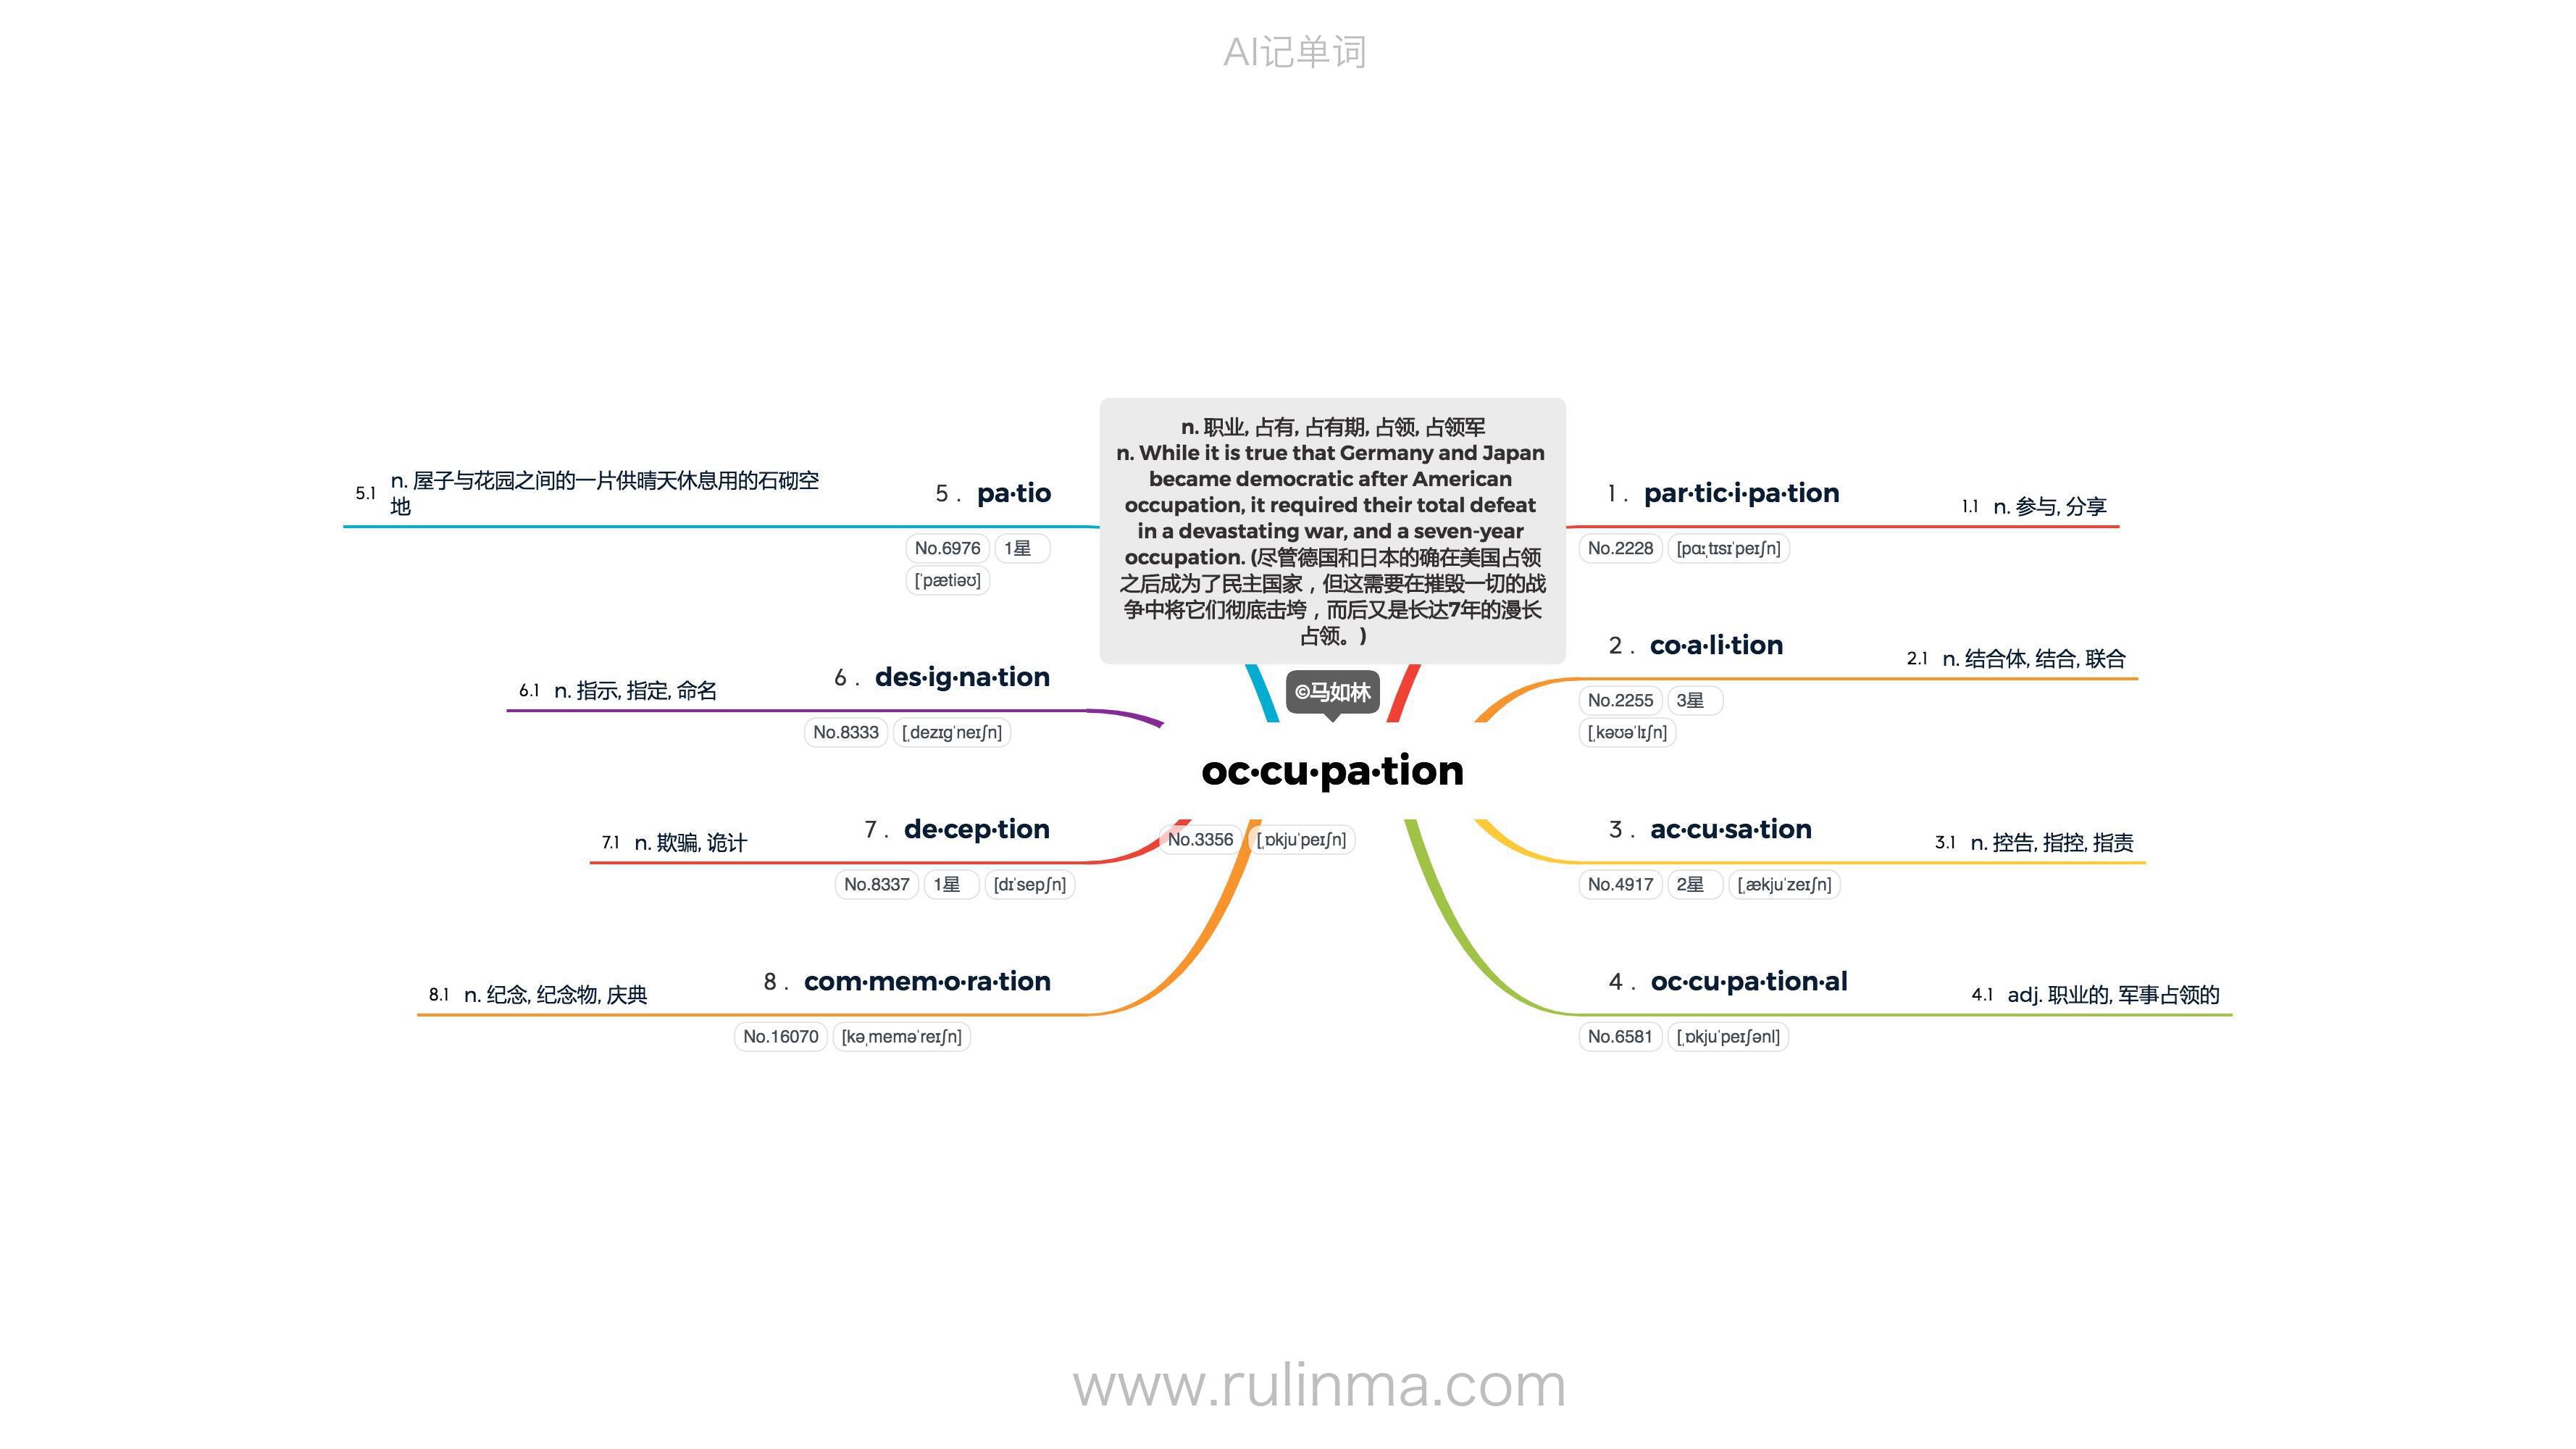 AI记单词
n. 职业, 占有, 占有期, 占领, 占领军
n. While it is true that Germany and Japan
became democratic after American
occupation, it required their total defeat
in a devastating war, and a seven-year
occupation. (尽管德国和日本的确在美国占领
之后成为了民主国家，但这需要在摧毁一切的战
争中将它们彻底击垮，而后又是长达7年的漫长
占领。)
©马如林
oc·cu·pa·tion
No.3356 [ˌɒkjuˈpeɪʃn]
1. par·tic·i·pa·tion
1.1 n. 参与, 分享
No.2228 [pɑːˌtɪsɪˈpeɪʃn]
2. co·a·li·tion
2.1 n. 结合体, 结合, 联合
No.2255 3星
[ˌkəʊəˈlɪʃn]
3. ac·cu·sa·tion
3.1 n. 控告, 指控, 指责
No.4917 2星 [ˌækjuˈzeɪʃn]
4. oc·cu·pa·tion·al
4.1 adj. 职业的, 军事占领的
No.6581 [ˌɒkjuˈpeɪʃənl]
5. pa·tio
5.1 n. 屋子与花园之间的一片供晴天休息用的石砌空
地
No.6976 1星
[ˈpætiəʊ]
6. des·ig·na·tion
6.1 n. 指示, 指定, 命名
No.8333 [ˌdezɪɡˈneɪʃn]
7. de·cep·tion
7.1 n. 欺骗, 诡计
No.8337 1星 [dɪˈsepʃn]
8. com·mem·o·ra·tion
8.1 n. 纪念, 纪念物, 庆典
No.16070 [kəˌmeməˈreɪʃn]
www.rulinma.com